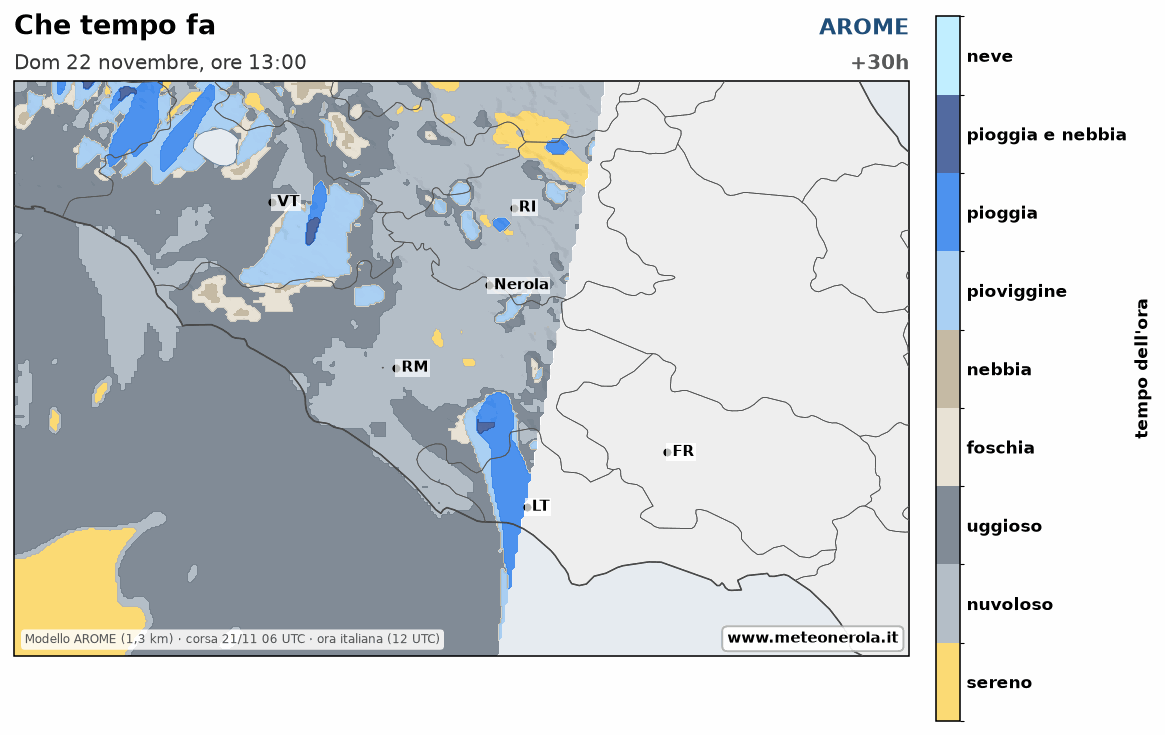 Che tempo fa
AROME
Dom 22 novembre, ore 13:00
+30h
VT
RI
Nerola
RM
FR
LT
Modello AROME (1,3 km) · corsa 21/11 06 UTC · ora italiana (12 UTC)
www.meteonerola.it
neve
pioggia e nebbia
pioggia
pioviggine
nebbia
foschia
uggioso
nuvoloso
sereno
tempo dell'ora